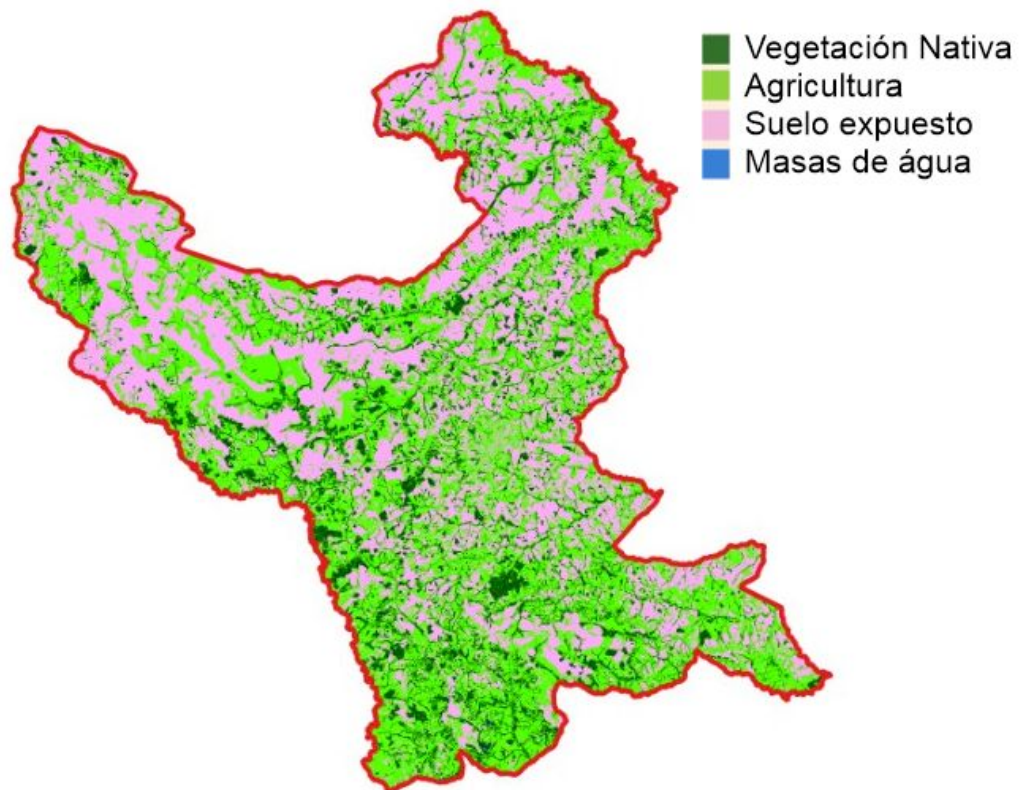 Vegetación Nativa
Agricultura
Suelo expuesto
Masas de água